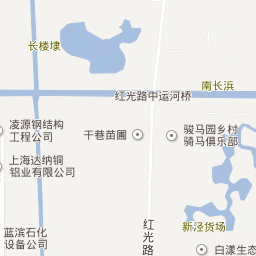 长楼埭
南长浜
红光路中运河桥
凌源钢结构
工程公司
干巷苗圃
骏马园乡村
骑马俱乐部
上海达纳铜
铝业有限公司
红光路
新泾货场
蓝滨石化
设备公司
白漾生态